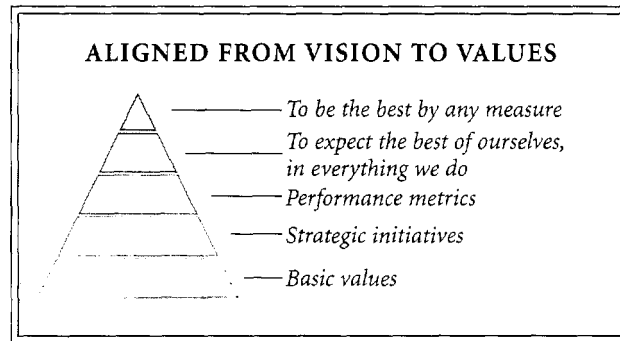 ALIGNED FROM VISION TO VALUES
To be the best by any measure
To expect the best of ourselves,
in everything we do
Performance metrics
Strategic initiatives
Basic values